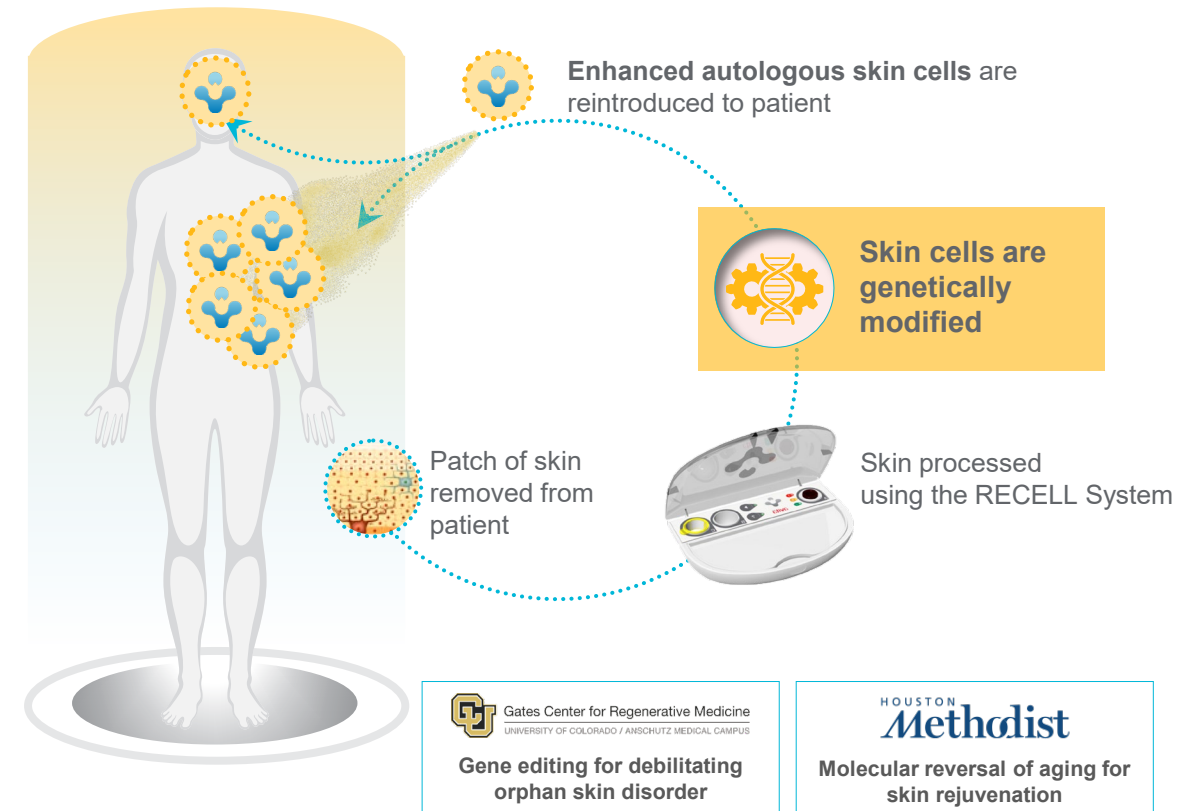 Enhanced autologous skin cells are
reintroduced to patient
Skin cells are
genetically
modified
Patch of skin
removed from
patient
Skin processed
using the RECELL System
CU
Gates Center for Regenerative Medicine
UNIVERSITY OF COLORADO / ANSCHUTZ MEDICAL CAMPUS
Gene editing for debilitating
orphan skin disorder
HOUSTON
Methodist
Molecular reversal of aging for
skin rejuvenation